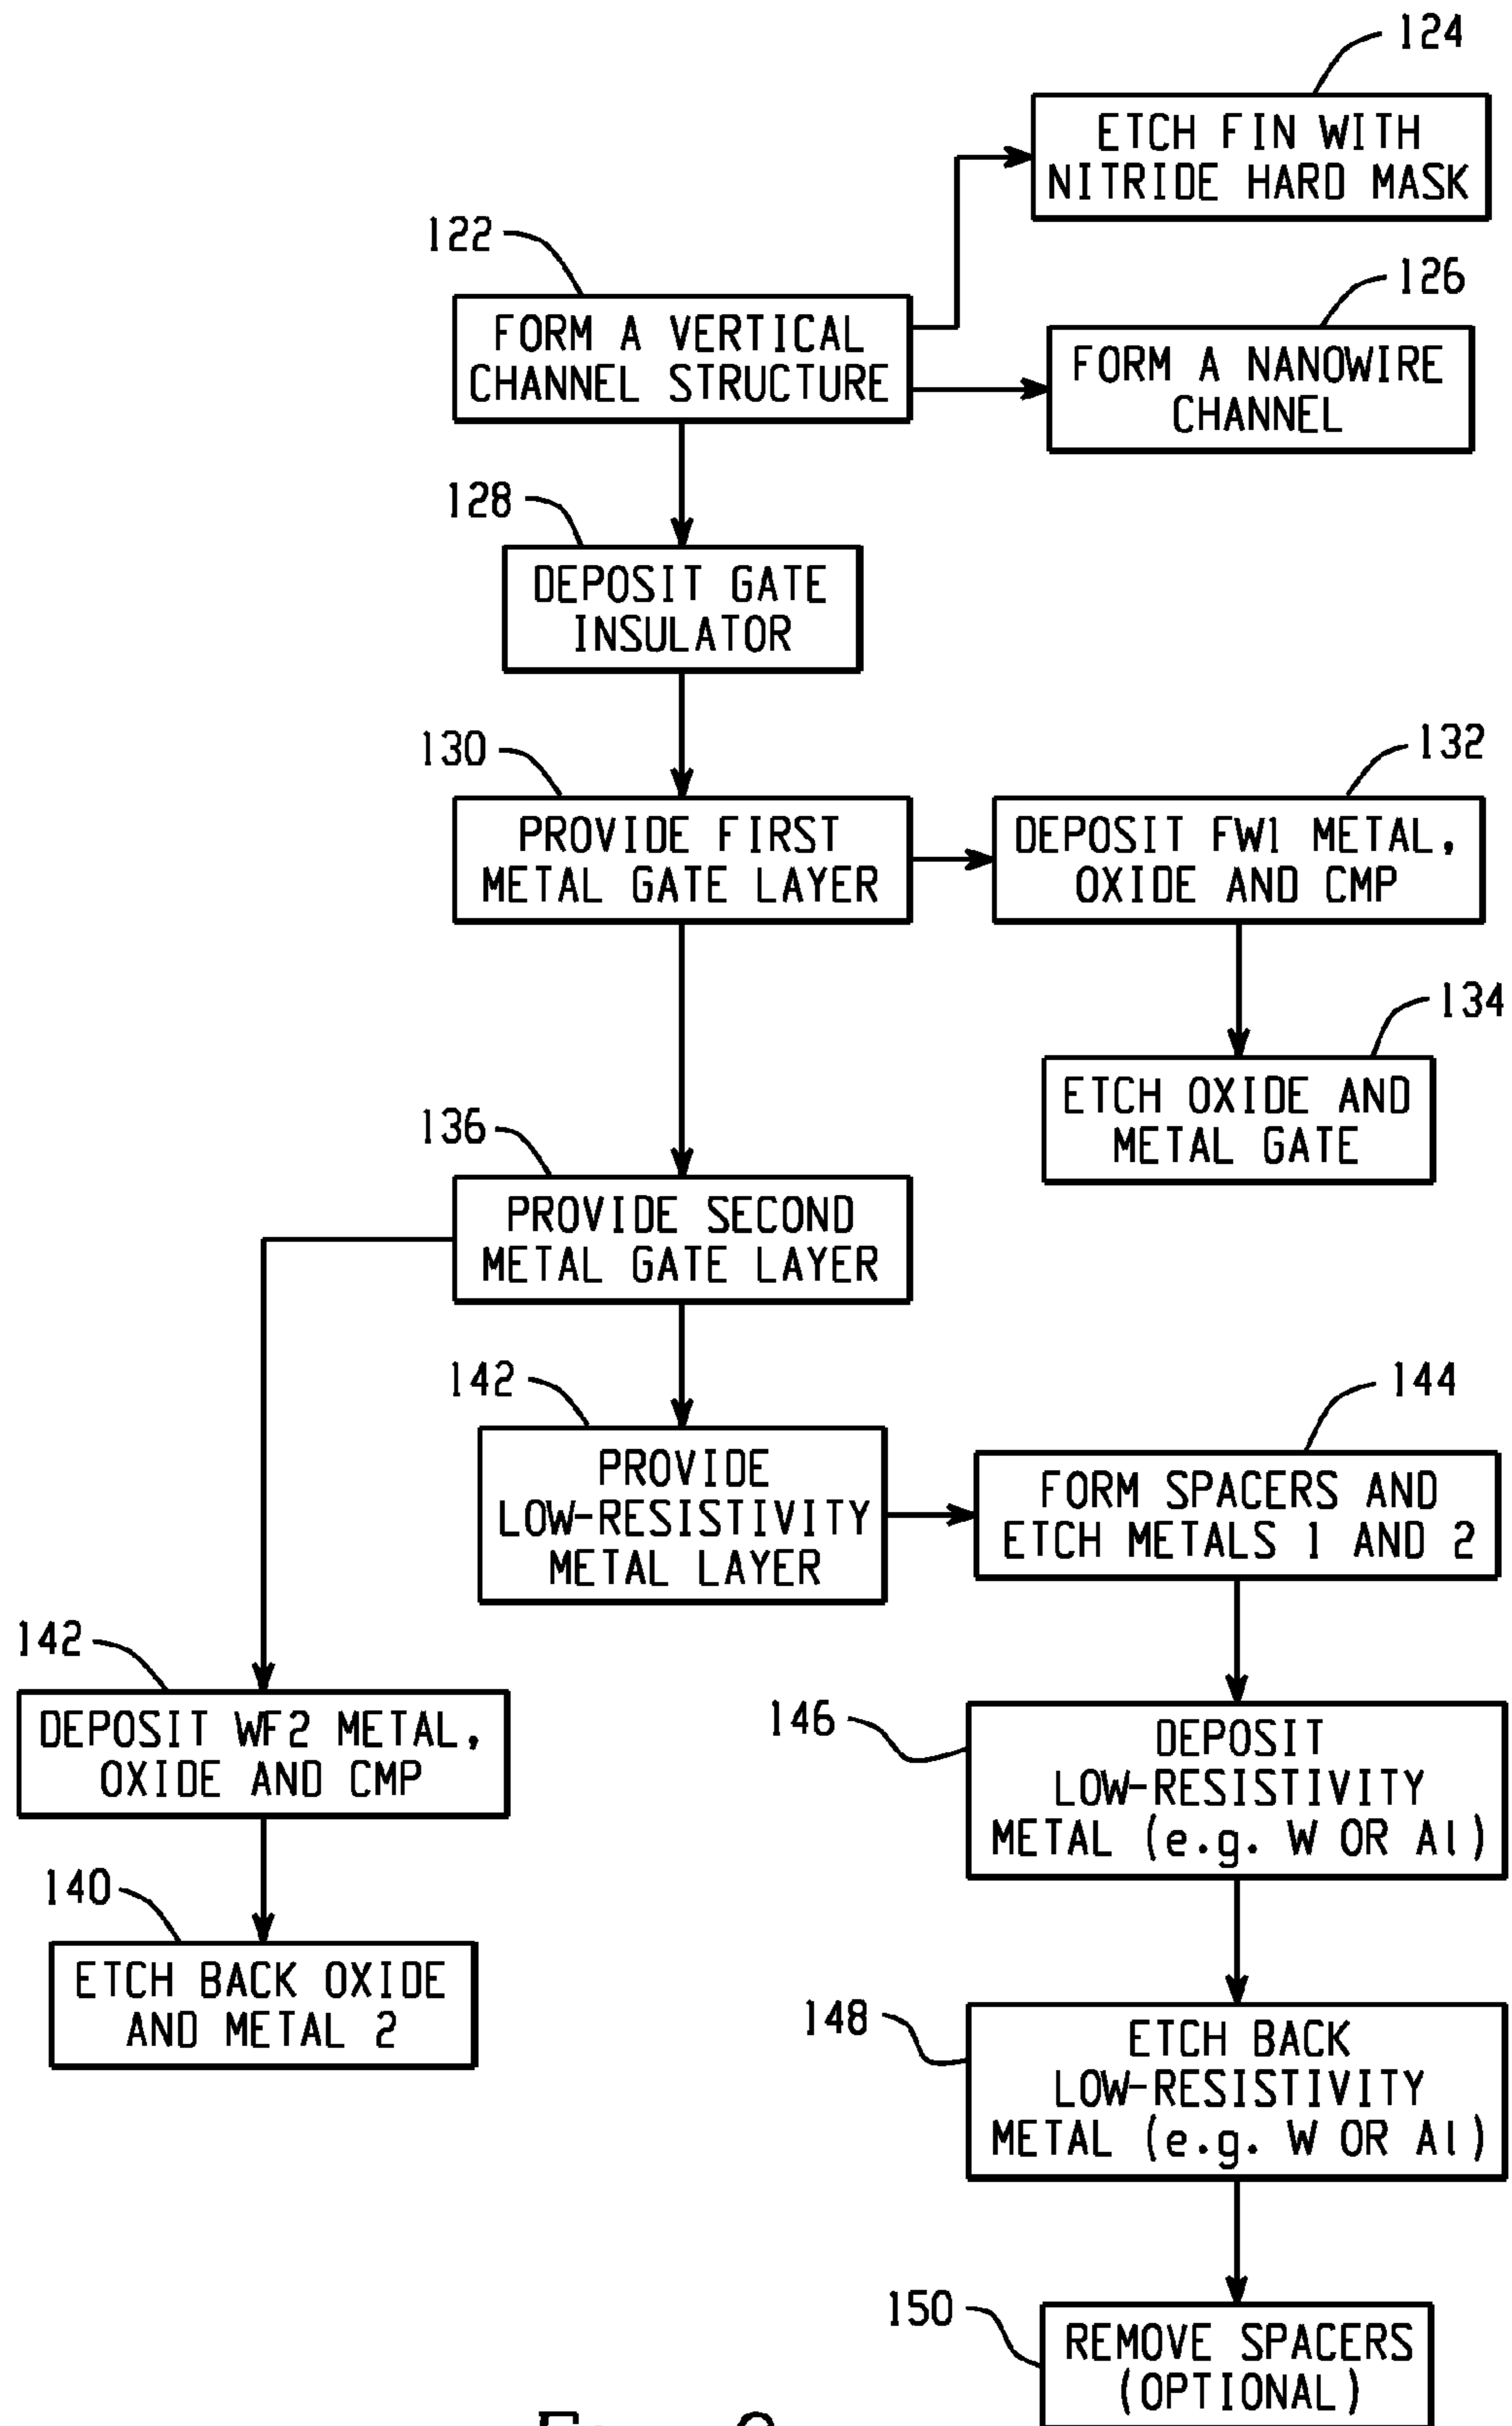 124
ETCH FIN WITH
NITRIDE HARD MASK
122
126
FORM A VERTICAL
CHANNEL STRUCTURE
FORM A NANOWIRE
CHANNEL
128
DEPOSIT GATE
INSULATOR
130
132
PROVIDE FIRST
METAL GATE LAYER
DEPOSIT FW1 METAL,
OXIDE AND CMP
134
ETCH OXIDE AND
METAL GATE
136
PROVIDE SECOND
METAL GATE LAYER
142
144
PROVIDE
LOW-RESISTIVITY
METAL LAYER
FORM SPACERS AND
ETCH METALS 1 AND 2
142
DEPOSIT WF2 METAL,
OXIDE AND CMP
146
DEPOSIT
LOW-RESISTIVITY
METAL (e.g. W OR Al)
140
ETCH BACK OXIDE
AND METAL 2
148
ETCH BACK
LOW-RESISTIVITY
METAL (e.g. W OR Al)
150
REMOVE SPACERS
(OPTIONAL)